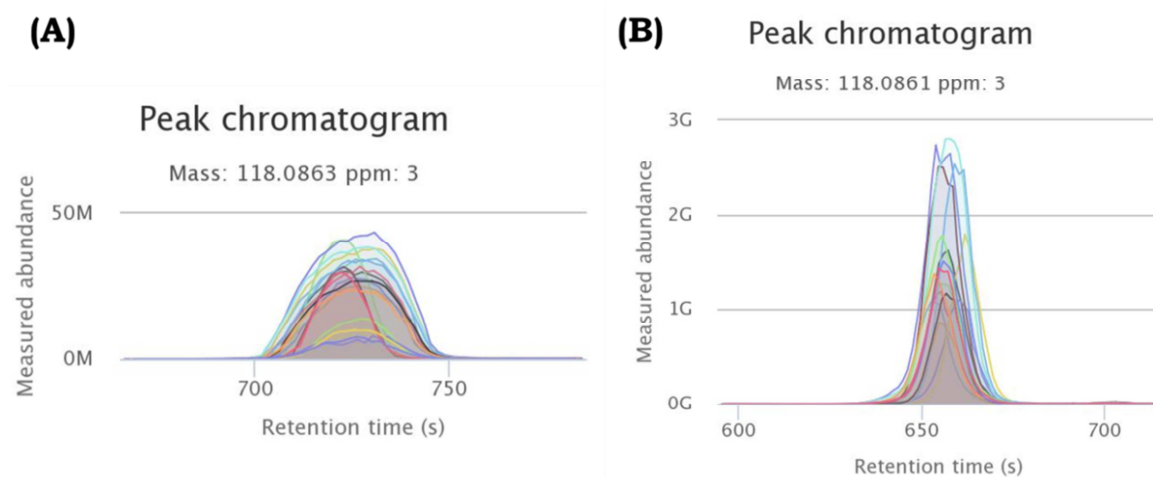 (A)
Peak chromatogram
Mass: 118.0863 ppm: 3
Measured abundance
50M
0M
700
750
Retention time (s)
(B)
Peak chromatogram
Mass: 118.0861 ppm: 3
Measured abundance
3G
2G
1G
0G
600
650
700
Retention time (s)